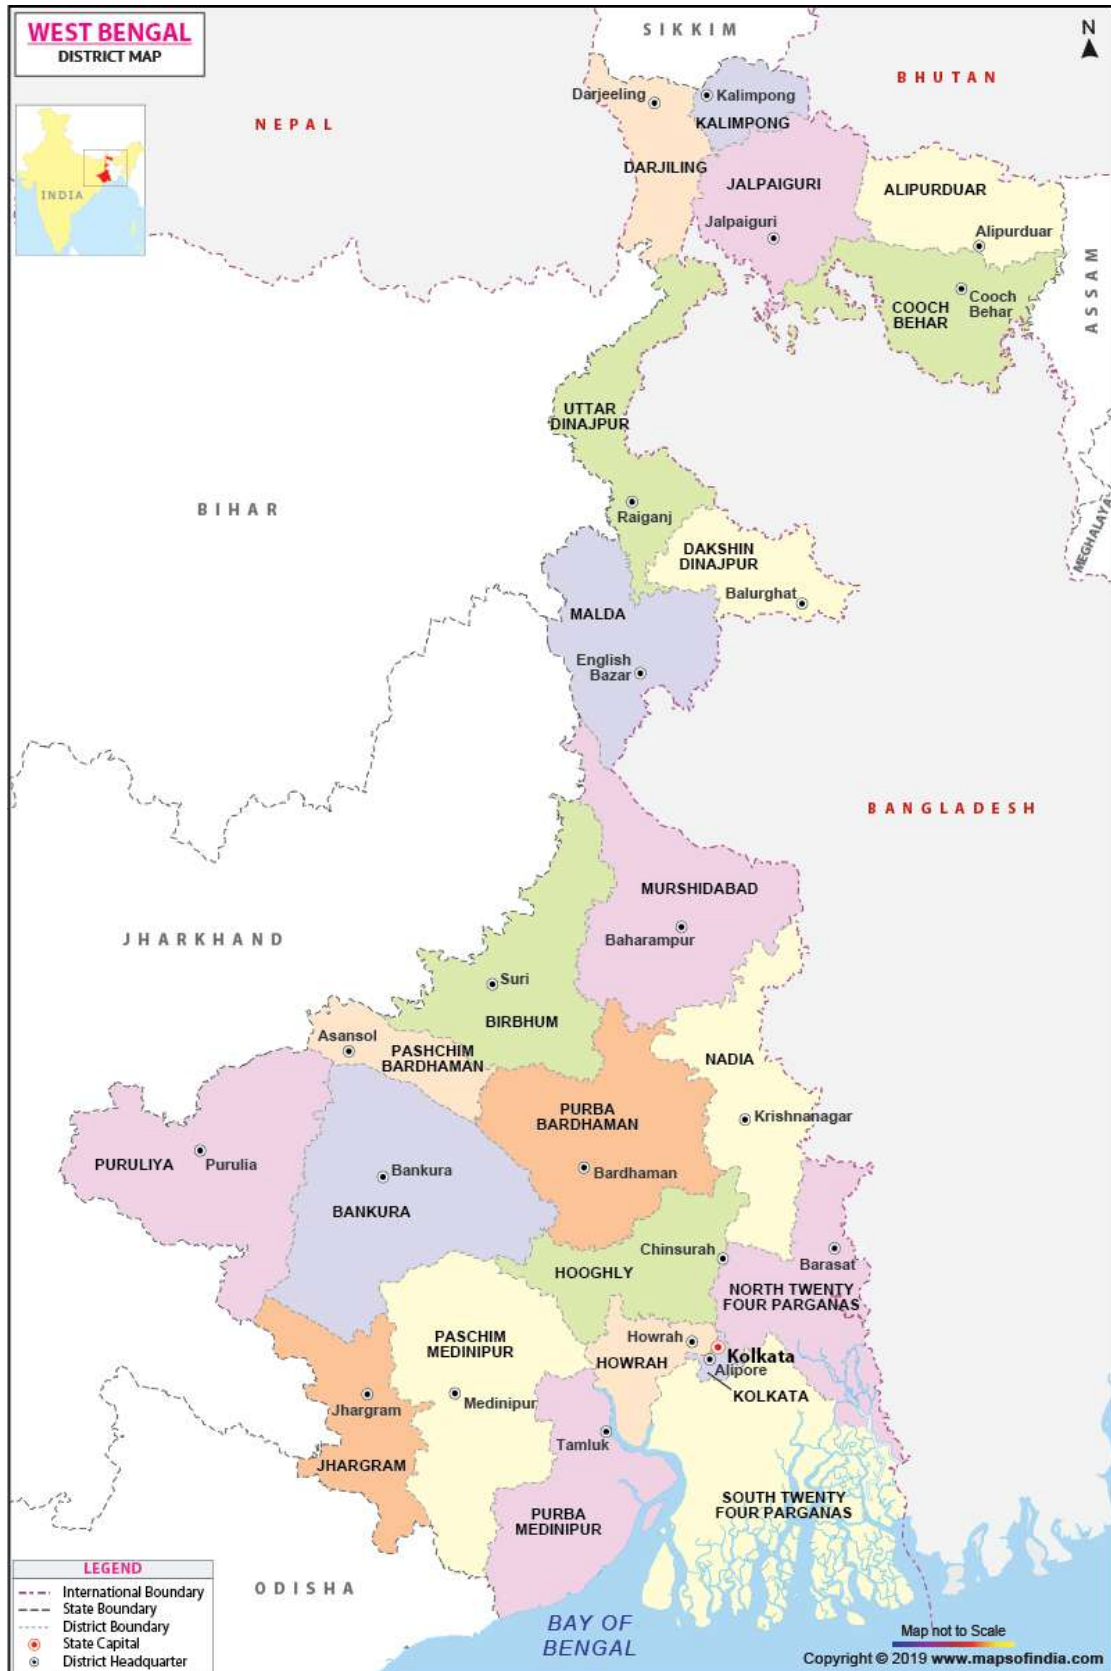 WEST BENGAL
DISTRICT MAP
SIKKIM
N
BHUTAN
NEPAL
INDIA
Darjeeling
Kalimpong
KALIMPONG
DARJILING
JALPAIGURI
ALIPURDUAR
Jalpaiguri
Alipurduar
ASSAM
COOCH
BEHAR
Cooch
Behar
UTTAR
DINAJPUR
BIHAR
Raiganj
MEGHALAYA
DAKSHIN
DINAJPUR
Balurghat
MALDA
English
Bazar
BANGLADESH
MURSHIDABAD
Baharampur
JHARKHAND
Suri
BIRBHUM
Asansol
PASHCHIM
BARDHAMAN
NADIA
PURBA
BARDHAMAN
Krishnanagar
PURULIYA
Purulia
Bankura
Bardhaman
BANKURA
Chinsurah
Barasat
HOOGHLY
NORTH TWENTY
FOUR PARGANAS
PASCHIM
MEDINIPUR
Howrah
HOWRAH
Kolkata
Alipore
KOLKATA
Jhargram
Medinipur
Tamluk
JHARGRAM
SOUTH TWENTY
FOUR PARGANAS
PURBA
MEDINIPUR
ODISHA
BAY OF
BENGAL
LEGEND
International Boundary
State Boundary
District Boundary
State Capital
District Headquarter
Map not to Scale
Copyright © 2019 www.mapsofindia.com